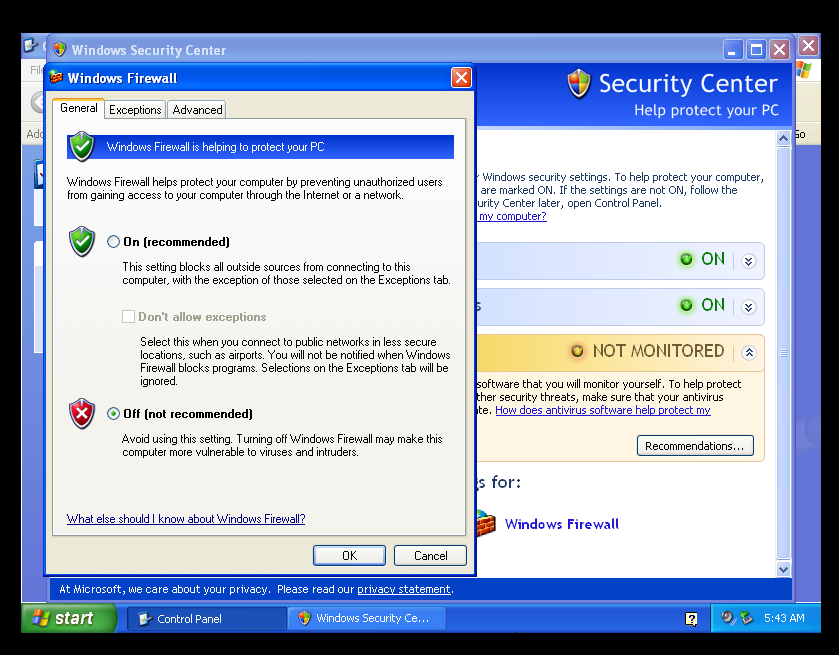 Windows Security Center
Windows Firewall
General
Exceptions
Advanced
Windows Firewall is helping to protect your PC
Windows Firewall helps protect your computer by preventing unauthorized users
from gaining access to your computer through the Internet or a network.
On (recommended)
This setting blocks all outside sources from connecting to this
computer, with the exception of those selected on the Exceptions tab.
Don't allow exceptions
Select this when you connect to public networks in less secure
locations, such as airports. You will not be notified when Windows
Firewall blocks programs. Selections on the Exceptions tab will be
ignored.
Off (not recommended)
Avoid using this setting. Turning off Windows Firewall may make this
computer more vulnerable to viruses and intruders.
What else should I know about Windows Firewall?
OK
Cancel
Security Center
Help protect your PC
Windows security settings. To help protect your computer,
are marked ON. If the settings are not ON, follow the
urity Center later, open Control Panel.
my computer?
ON
ON
NOT MONITORED
software that you will monitor yourself. To help protect
ther security threats, make sure that your antivirus
te. How does antivirus software help protect my
Recommendations...
gs for:
Windows Firewall
At Microsoft, we care about your privacy. Please read our privacy statement.
start
Control Panel
Windows Security Ce...
5:43 AM